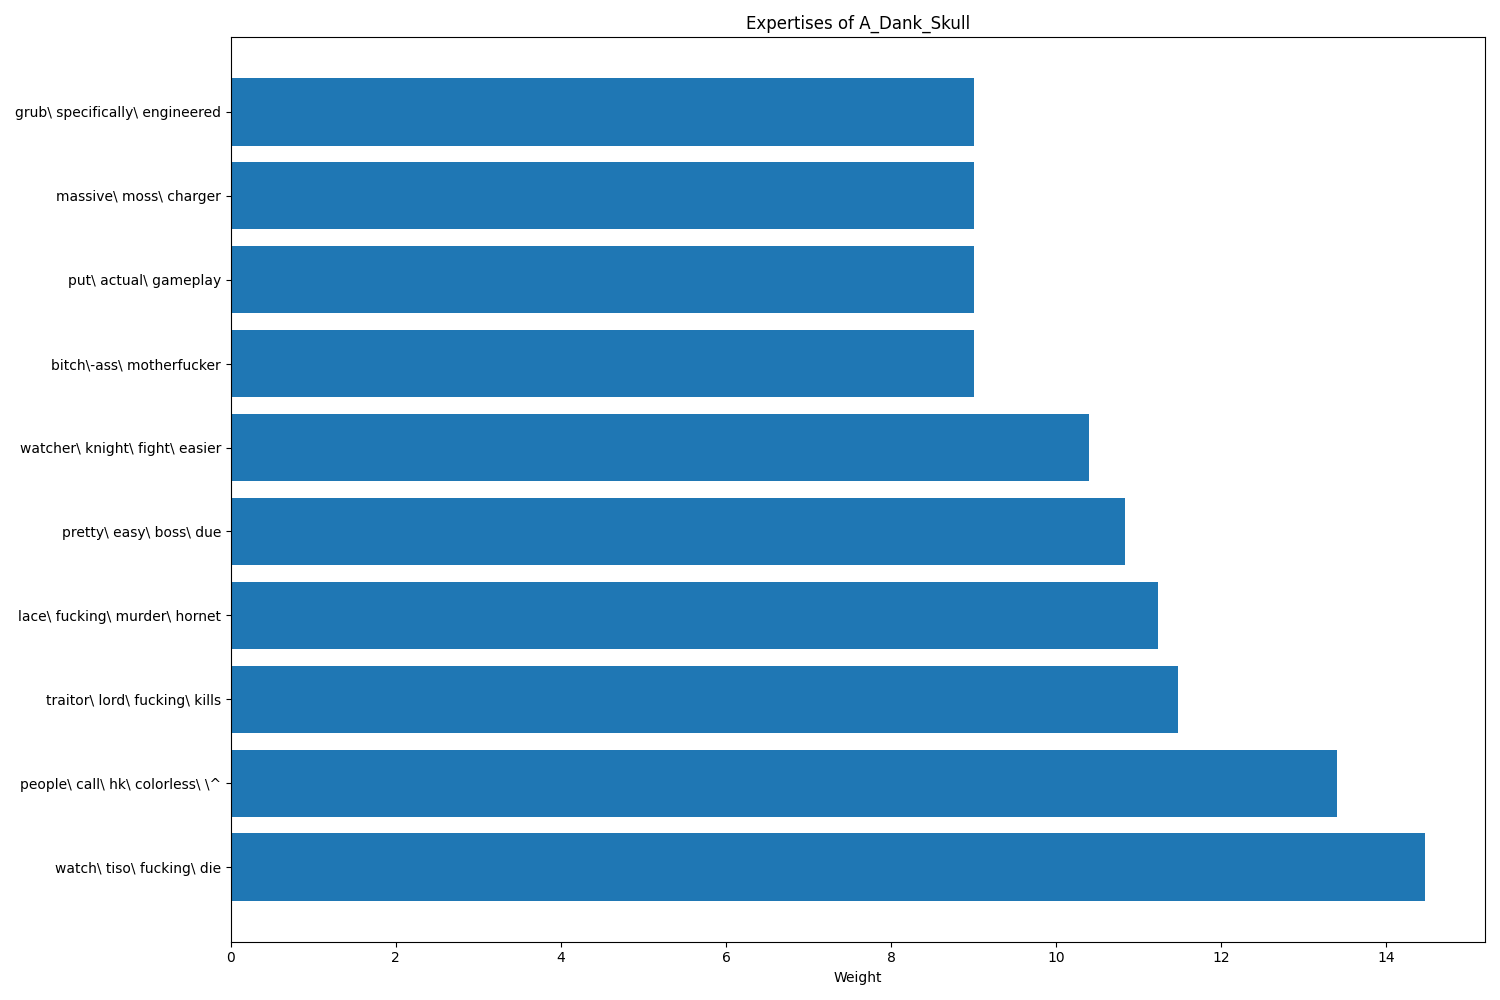 Expertises of A_Dank_Skull
grub\ specifically\ engineered
massive\ moss\ charger
put\ actual\ gameplay
bitch\-ass\ motherfucker
watcher\ knight\ fight\ easier
pretty\ easy\ boss\ due
lace\ fucking\ murder\ hornet
traitor\ lord\ fucking\ kills
people\ call\ hk\ colorless\ \^
watch\ tiso\ fucking\ die
0 2 4 6 8 10 12 14
Weight